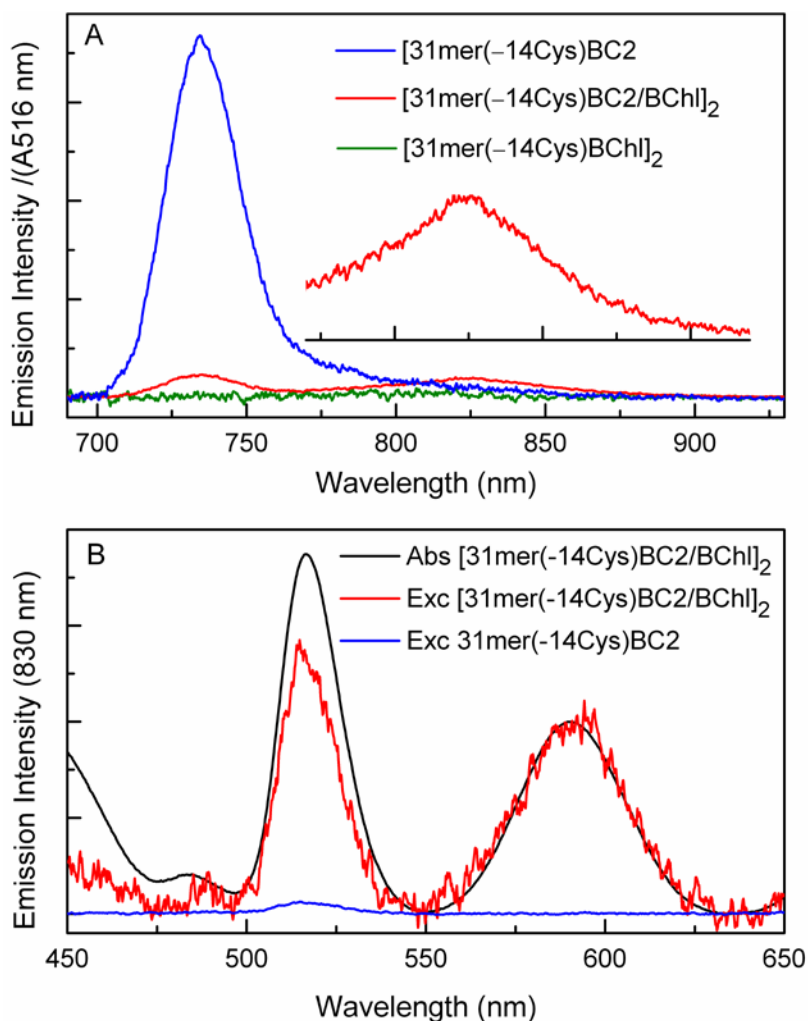 A
[31mer(−14Cys)BC2
[31mer(−14Cys)BC2/BChl]2
[31mer(−14Cys)BChl]2
Emission Intensity /(A516 nm)
700 750 800 850 900
Wavelength (nm)
B
Abs [31mer(-14Cys)BC2/BChl]2
Exc [31mer(-14Cys)BC2/BChl]2
Exc 31mer(-14Cys)BC2
Emission Intensity (830 nm)
450 500 550 600 650
Wavelength (nm)